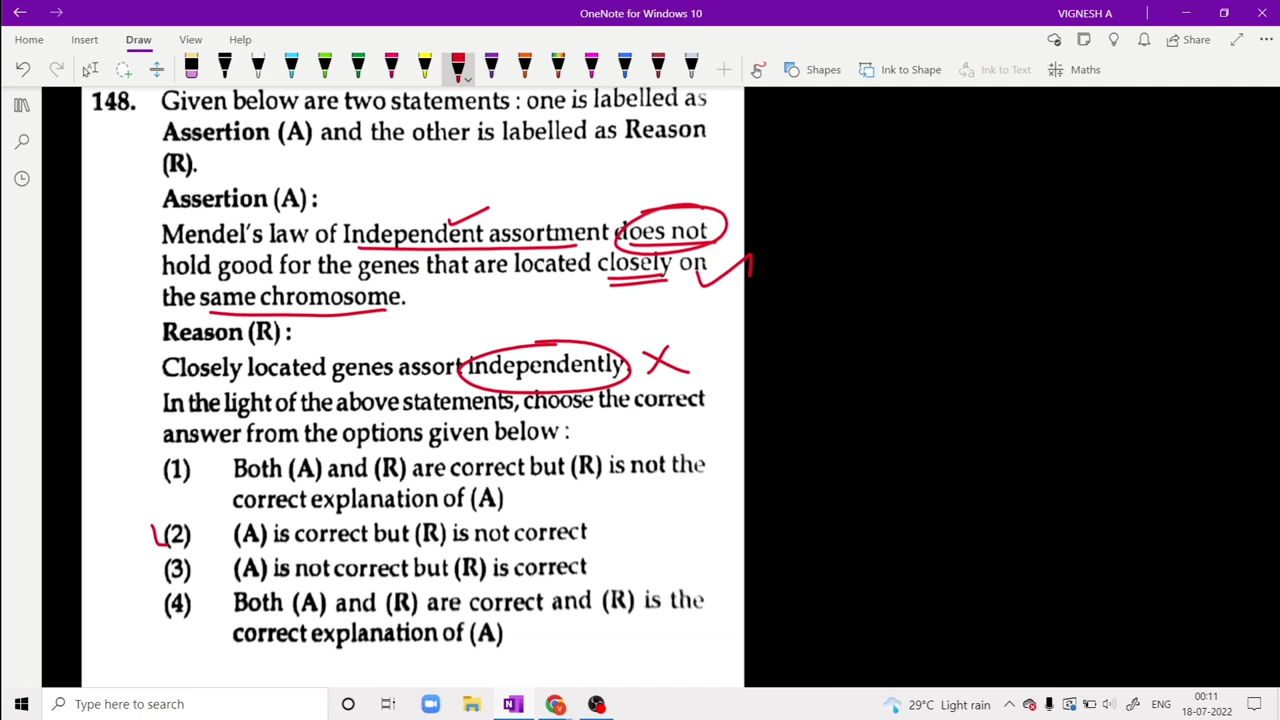 OneNote for Windows 10
VIGNESH A
Home Insert Draw View Help
Share
Shapes Ink to Shape Ink to Text Maths
148. Given below are two statements : one is labelled as
Assertion (A) and the other is labelled as Reason
(R).
Assertion (A) :
Mendel's law of Independent assortment does not
hold good for the genes that are located closely on
the same chromosome.
Reason (R) :
Closely located genes assort independently.
In the light of the above statements, choose the correct
answer from the options given below :
(1) Both (A) and (R) are correct but (R) is not the
correct explanation of (A)
(2) (A) is correct but (R) is not correct
(3) (A) is not correct but (R) is correct
(4) Both (A) and (R) are correct and (R) is the
correct explanation of (A)
Type here to search
29°C Light rain
ENG
00:11
18-07-2022